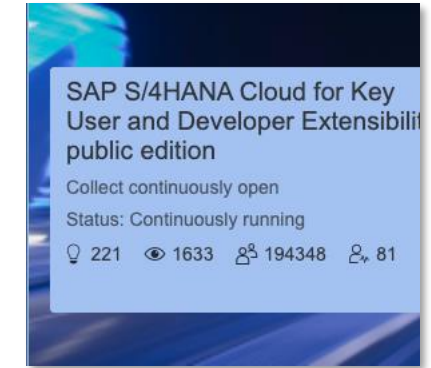 SAP S/4HANA Cloud for Key
User and Developer Extensibilit
public edition
Collect continuously open
Status: Continuously running
221 1633 194348 81